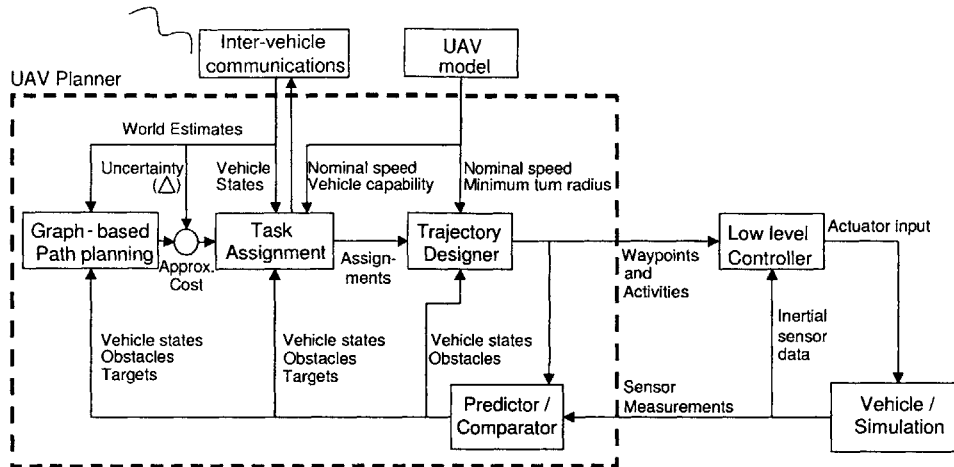 Inter-vehicle
communications
UAV
model
UAV Planner
World Estimates
Uncertainty
(△)
Vehicle
States
Nominal speed
Vehicle capability
Nominal speed
Minimum turn radius
Graph-based
Path planning
Approx.
Cost
Task
Assignment
Assign-
ments
Trajectory
Designer
Waypoints
and
Activities
Low level
Controller
Actuator input
Vehicle states
Obstacles
Targets
Vehicle states
Obstacles
Targets
Vehicle states
Obstacles
Inertial
sensor
data
Predictor /
Comparator
Sensor
Measurements
Vehicle /
Simulation